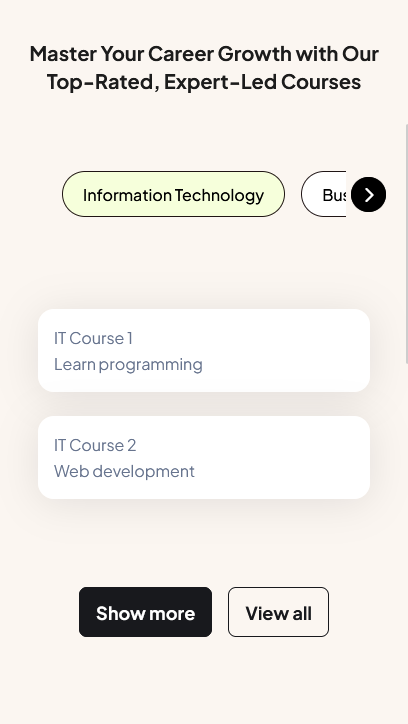 Master Your Career Growth with Our
Top-Rated, Expert-Led Courses
Information Technology
Bus
IT Course 1
Learn programming
IT Course 2
Web development
Show more
View all